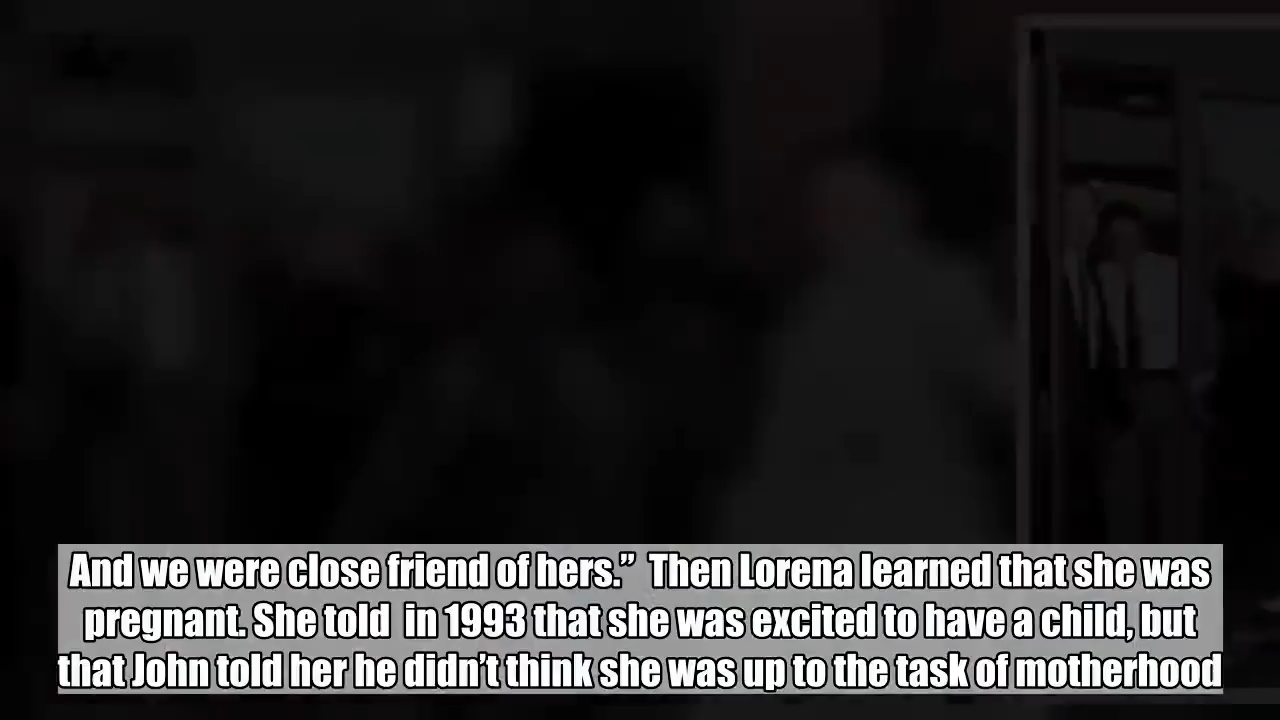 And we were close friend of hers.”  Then Lorena learned that she was
pregnant. She told  in 1993 that she was excited to have a child, but
that John told her he didn’t think she was up to the task of motherhood